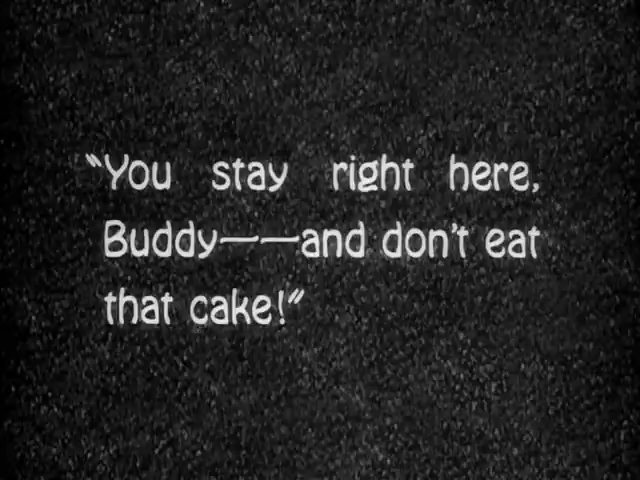 "You stay right here,
Buddy——and don't eat
that cake!"